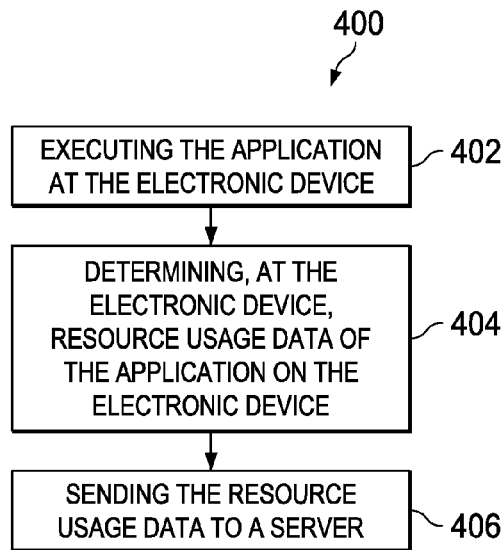 400
EXECUTING THE APPLICATION
AT THE ELECTRONIC DEVICE
402
DETERMINING, AT THE
ELECTRONIC DEVICE,
RESOURCE USAGE DATA OF
THE APPLICATION ON THE
ELECTRONIC DEVICE
404
SENDING THE RESOURCE
USAGE DATA TO A SERVER
406